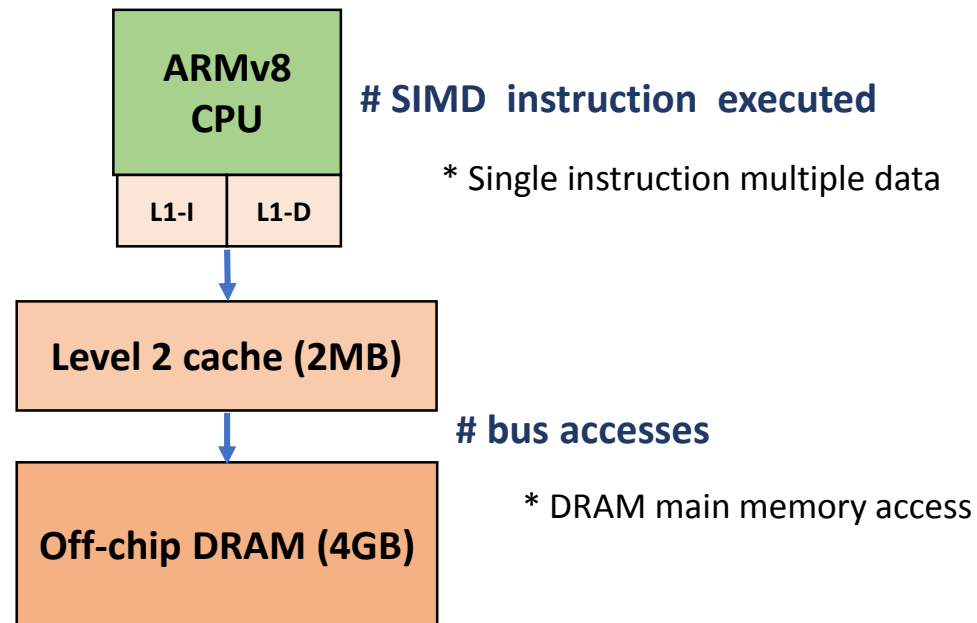 ARMv8
CPU
# SIMD instruction executed
* Single instruction multiple data
L1-I
L1-D
Level 2 cache (2MB)
# bus accesses
* DRAM main memory access
Off-chip DRAM (4GB)